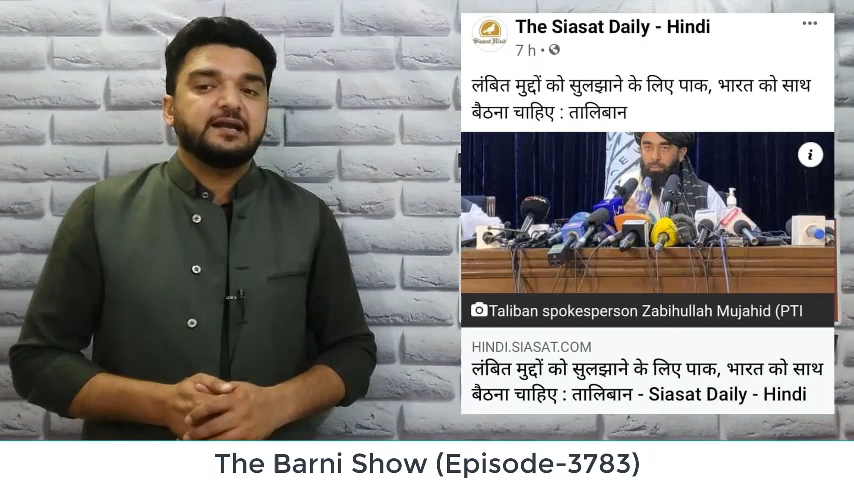 The Siasat Daily - Hindi
7 h
लंबित मुद्दों को सुलझाने के लिए पाक, भारत को साथ
बैठना चाहिए : तालिबान
Taliban spokesperson Zabihullah Mujahid (PTI
HINDI.SIASAT.COM
लंबित मुद्दों को सुलझाने के लिए पाक, भारत को साथ
बैठना चाहिए : तालिबान - Siasat Daily - Hindi
The Barni Show (Episode-3783)